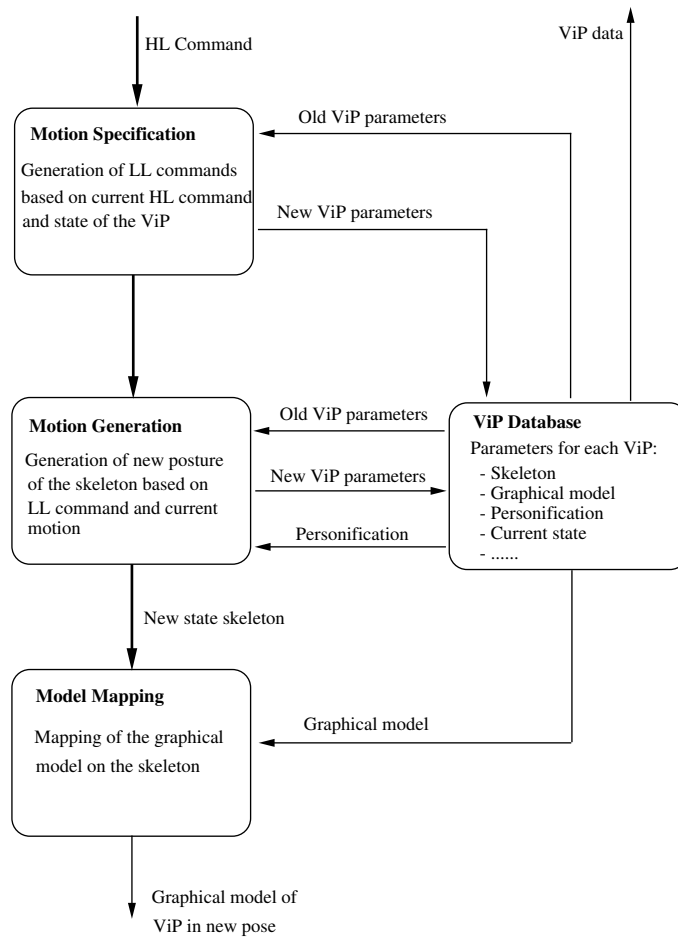 HL Command
ViP data
Motion Specification
Generation of LL commands
based on current HL command
and state of the ViP
Old ViP parameters
New ViP parameters
Motion Generation
Generation of new posture
of the skeleton based on
LL command and current
motion
Old ViP parameters
New ViP parameters
Personification
ViP Database
Parameters for each ViP:
- Skeleton
- Graphical model
- Personification
- Current state
- ......
New state skeleton
Model Mapping
Mapping of the graphical
model on the skeleton
Graphical model
Graphical model of
ViP in new pose